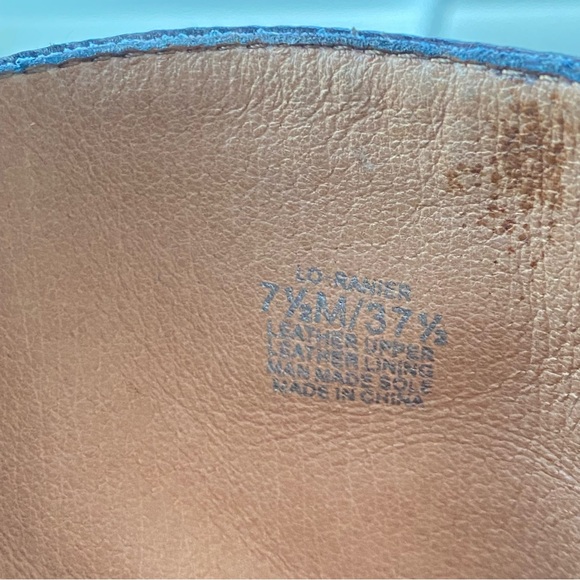 LO-RANIER
7½M/37½
LEATHER UPPER
LEATHER LINING
MAN MADE SOLE
MADE IN CHINA